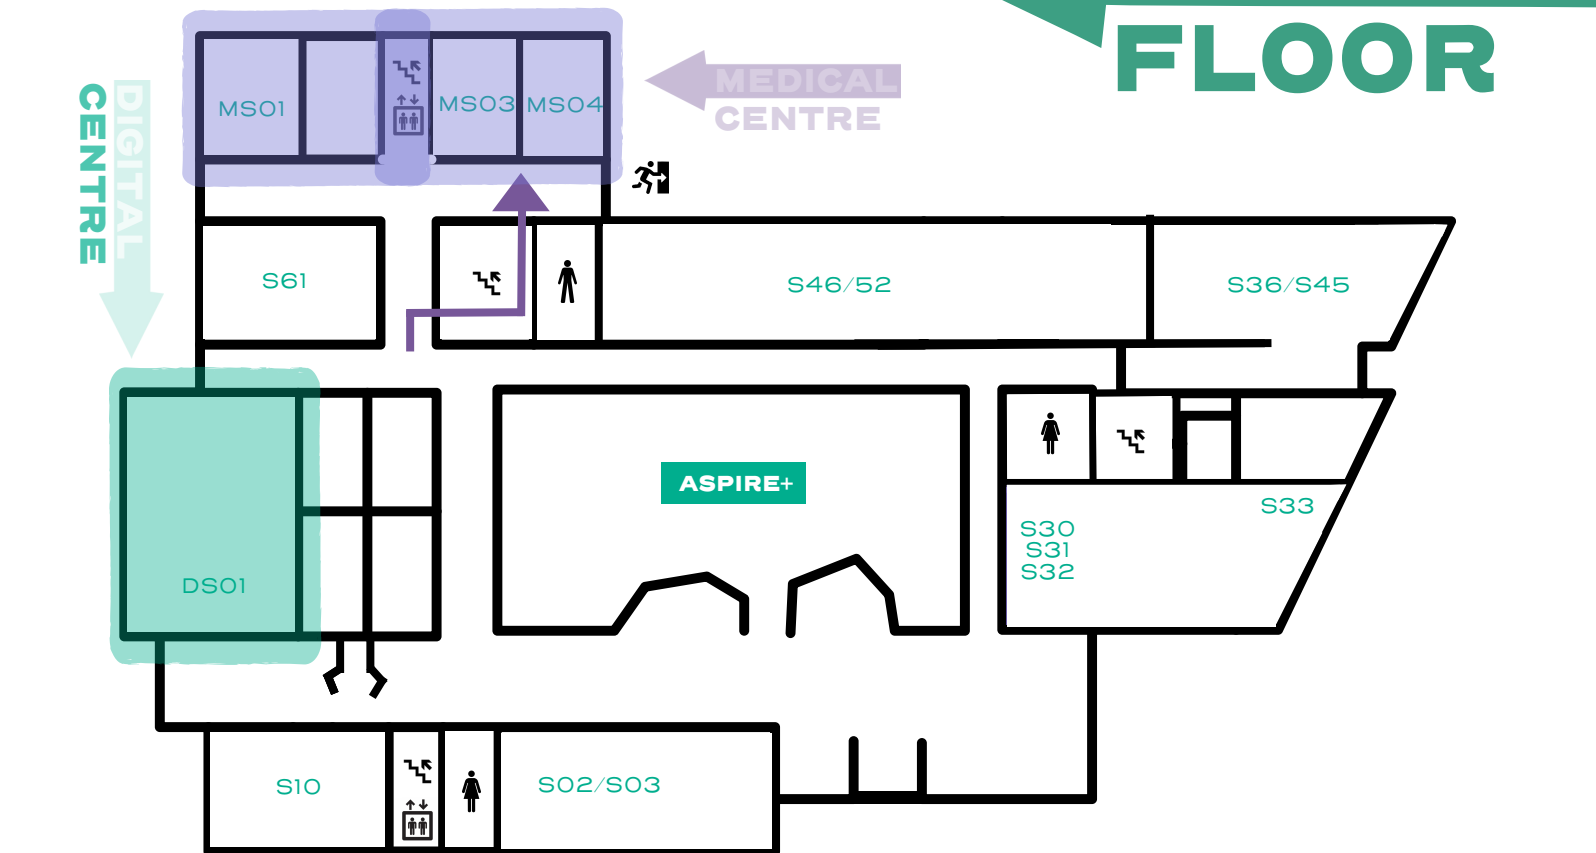 FLOOR
MEDICAL
CENTRE
DIGITAL
CENTRE
MS01
MS03
MS04
S61
S46/52
S36/S45
ASPIRE+
S33
S30
S31
S32
DS01
S10
S02/S03